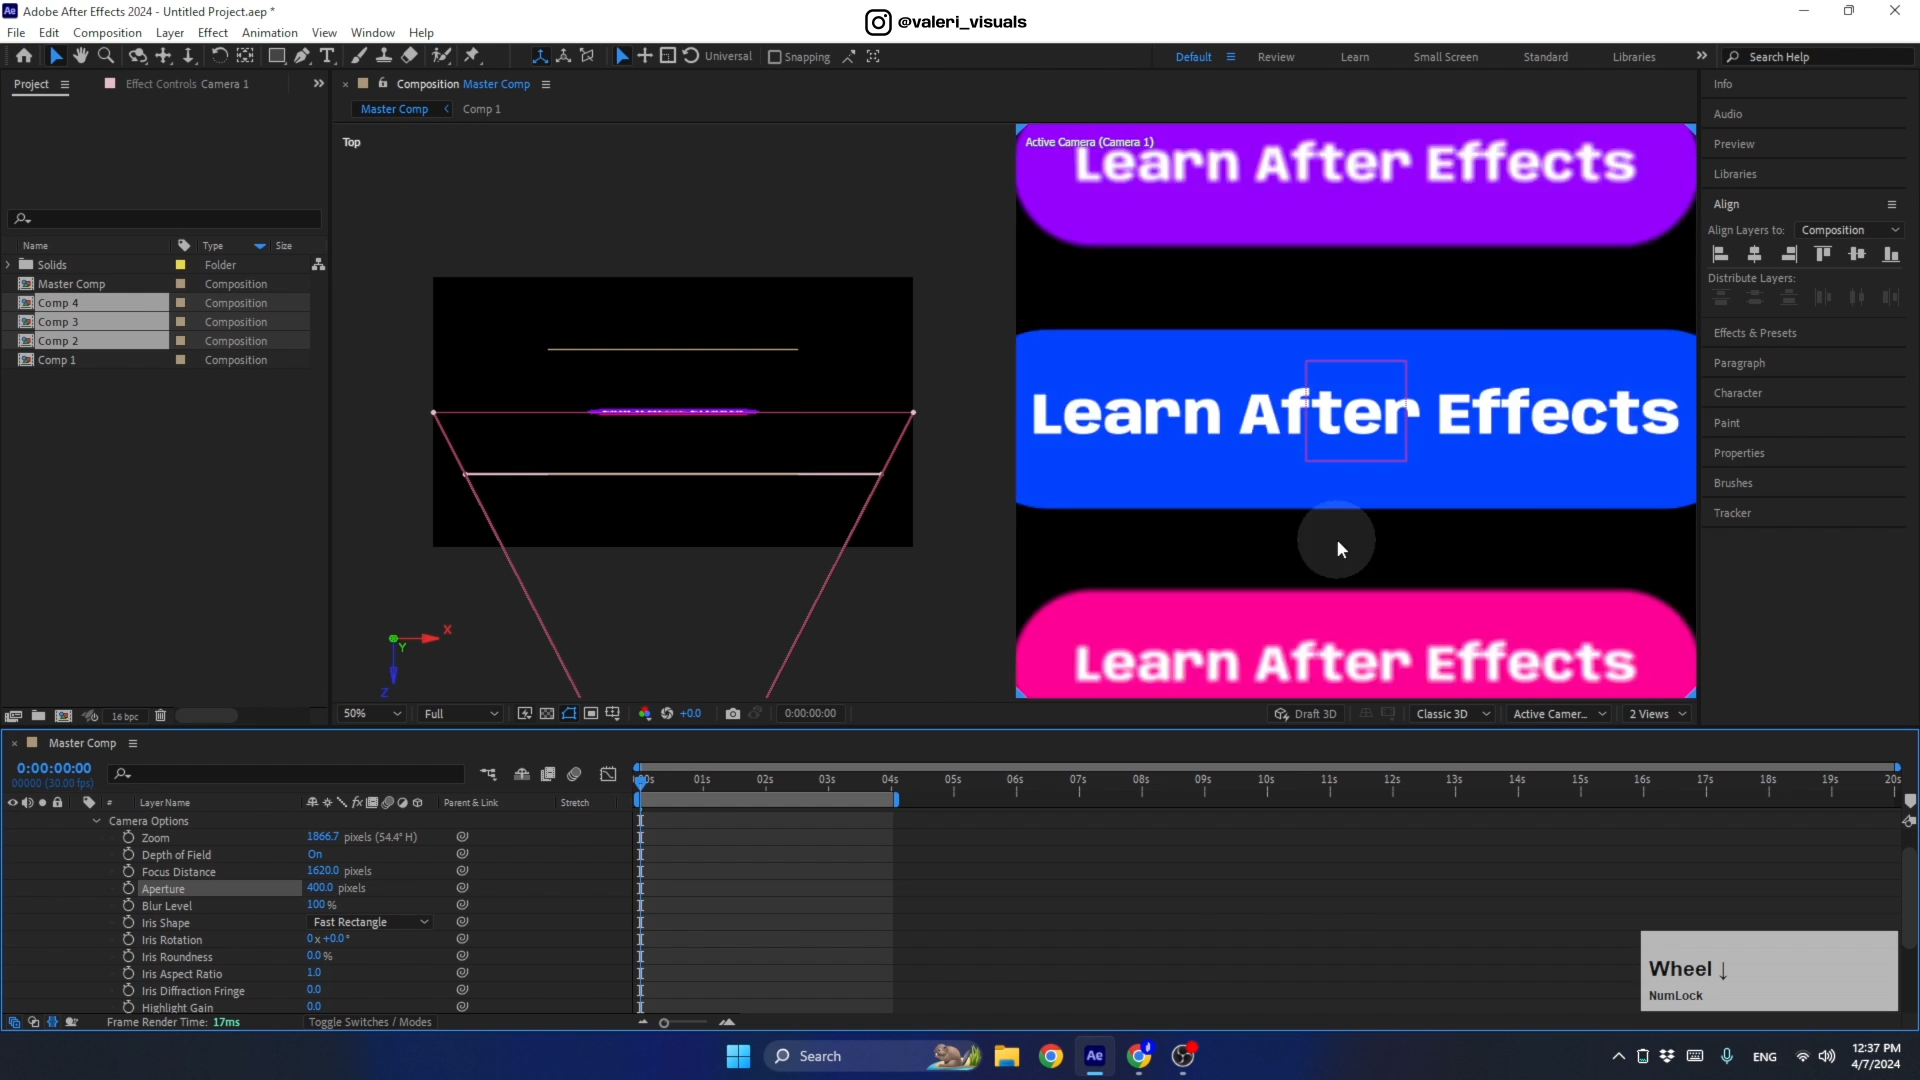 Adobe After Effects 2024 - Untitled Project.aep *
@valeri_visuals
File Edit Composition Layer Effect Animation View Window Help
Universal Snapping Default Review Learn Small Screen Standard Libraries Search Help
Project Effect Controls Camera 1
Composition Master Comp
Master Comp Comp 1
Top
Active Camera (Camera 1)
Learn After Effects
Learn After Effects
Learn After Effects
X
Y
Z
Name Type Size
Solids Folder
Master Comp Composition
Comp 4 Composition
Comp 3 Composition
Comp 2 Composition
Comp 1 Composition
Info
Audio
Preview
Libraries
Align
Align Layers to: Composition
Distribute Layers:
Effects & Presets
Paragraph
Character
Paint
Properties
Brushes
Tracker
16 bpc
50% Full +0.0 0:00:00:00 Draft 3D Classic 3D Active Camer... 2 Views
Master Comp
0:00:00:00
00000 (30.00 fps)
01s 02s 03s 04s 05s 06s 07s 08s 09s 10s 11s 12s 13s 14s 15s 16s 17s 18s 19s 20s
# Layer Name Parent & Link Stretch
Camera Options
Zoom 1866.7 pixels (54.4° H)
Depth of Field On
Focus Distance 1620.0 pixels
Aperture 400.0 pixels
Blur Level 100 %
Iris Shape Fast Rectangle
Iris Rotation 0x+0.0°
Iris Roundness 0.0 %
Iris Aspect Ratio 1.0
Iris Diffraction Fringe 0.0
Highlight Gain 0.0
Frame Render Time: 17ms Toggle Switches / Modes
Wheel ↓
NumLock
Search
Ae
ENG
12:37 PM
4/7/2024